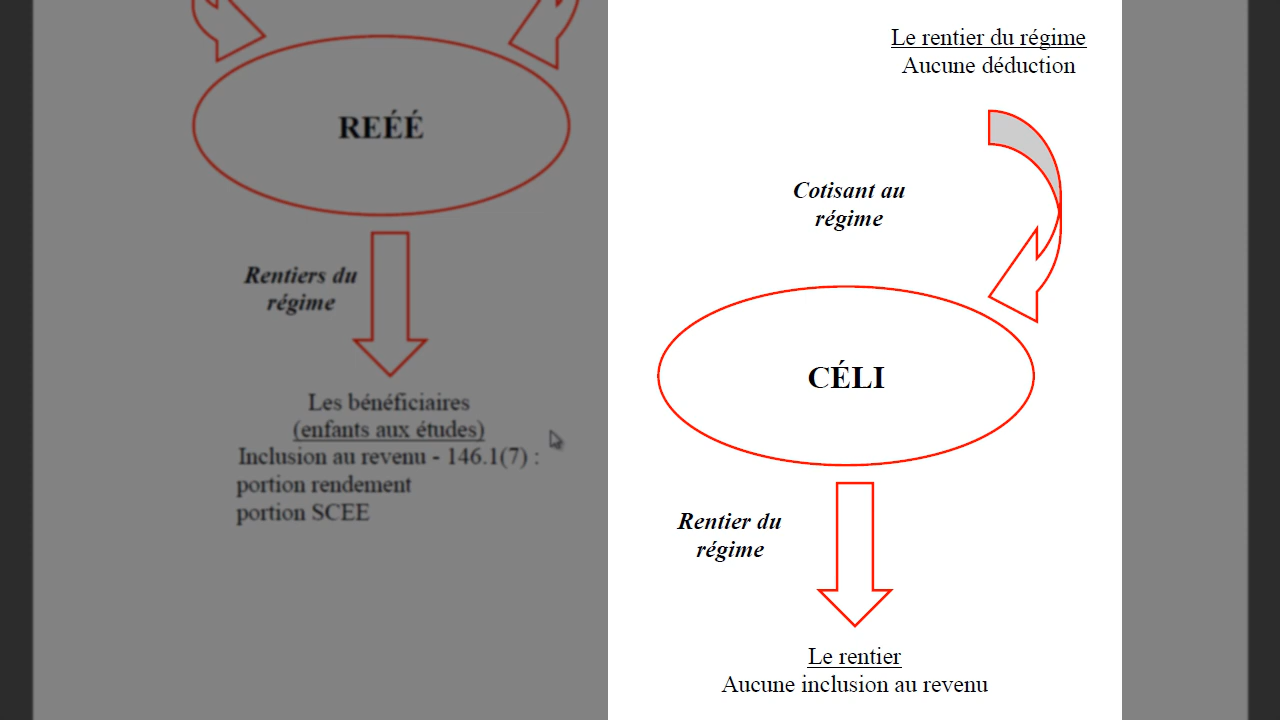 REÉÉ
Rentiers du
régime
Les bénéficiaires
(enfants aux études)
Inclusion au revenu - 146.1(7) :
portion rendement
portion SCEE
Le rentier du régime
Aucune déduction
Cotisant au
régime
CÉLI
Rentier du
régime
Le rentier
Aucune inclusion au revenu